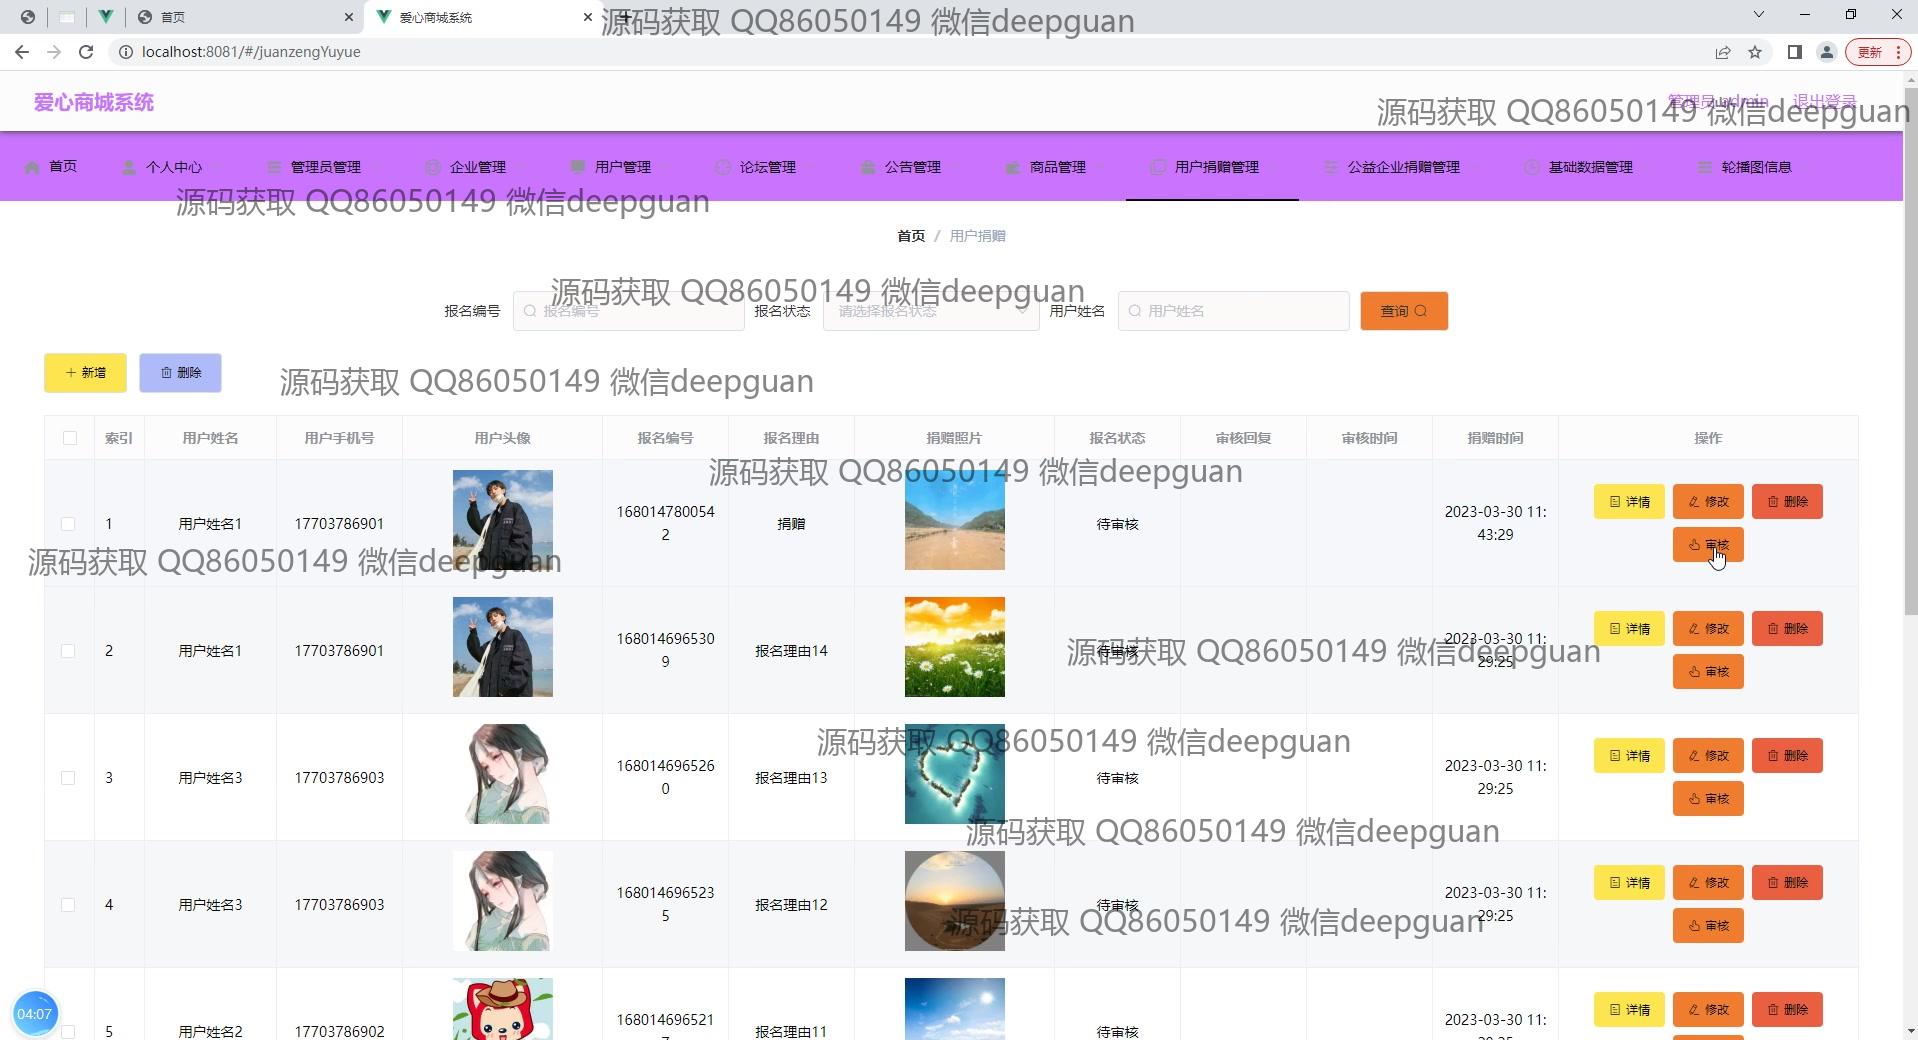 首页
爱心商城系统
源码获取 QQ86050149 微信deepguan
localhost:8081/#/juanzengYuyue
更新
爱心商城系统
管理员 admin
退出登录
源码获取 QQ86050149 微信deepguan
首页
个人中心
管理员管理
企业管理
用户管理
论坛管理
公告管理
商品管理
用户捐赠管理
公益企业捐赠管理
基础数据管理
轮播图信息
源码获取 QQ86050149 微信deepguan
首页 / 用户捐赠
源码获取 QQ86050149 微信deepguan
报名编号
报名编号
报名状态
请选择报名状态
用户姓名
用户姓名
查询
新增
删除
源码获取 QQ86050149 微信deepguan
索引 用户姓名 用户手机号 用户头像 报名编号 报名理由 捐赠照片 报名状态 审核回复 审核时间 捐赠时间 操作
源码获取 QQ86050149 微信deepguan
1 用户姓名1 17703786901 168014780054 捐赠 待审核 2023-03-30 11: 详情 修改 删除
2 43:29 审核
源码获取 QQ86050149 微信deepguan
2 用户姓名1 17703786901 168014696530 报名理由14 待审核 2023-03-30 11: 详情 修改 删除
9 29:25 审核
源码获取 QQ86050149 微信deepguan
源码获取 QQ86050149 微信deepguan
3 用户姓名3 17703786903 168014696526 报名理由13 待审核 2023-03-30 11: 详情 修改 删除
0 29:25 审核
源码获取 QQ86050149 微信deepguan
4 用户姓名3 17703786903 168014696523 报名理由12 待审核 2023-03-30 11: 详情 修改 删除
5 29:25 审核
源码获取 QQ86050149 微信deepguan
5 用户姓名2 17703786902 168014696521 报名理由11 待审核 2023-03-30 11: 详情 修改 删除
04:07